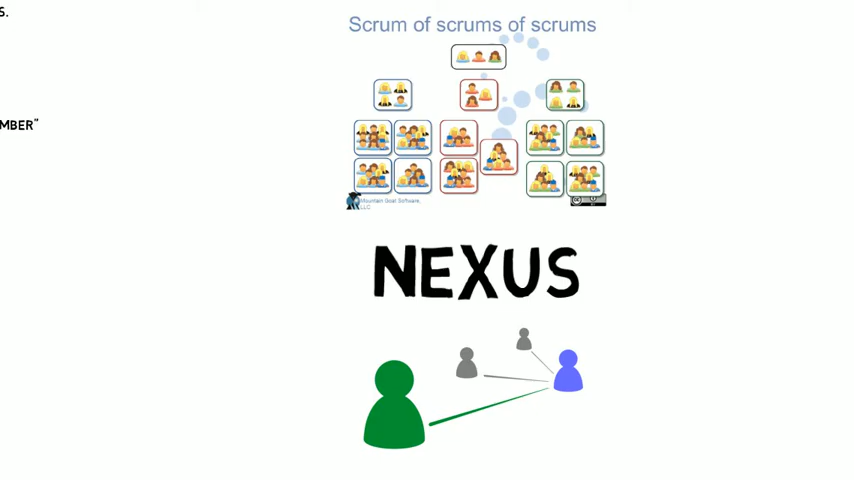 s.
MBER"
Scrum of scrums of scrums
Mountain Goat Software,
LLC
NEXUS